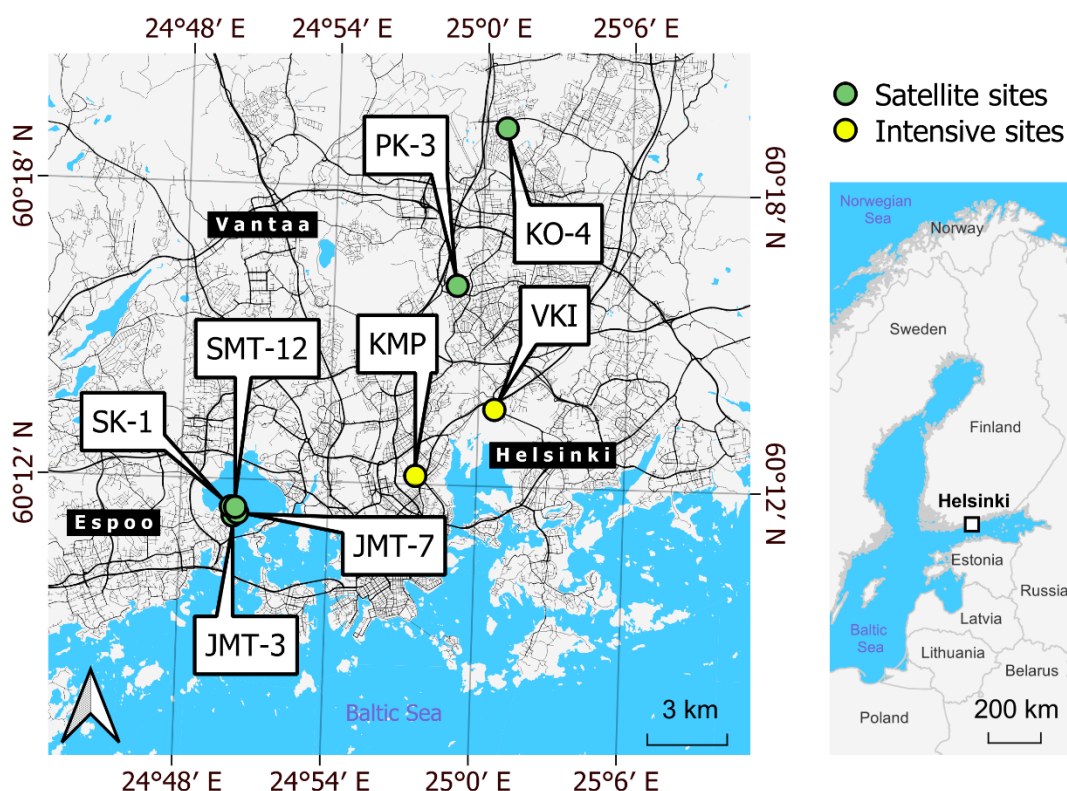 24°48′ E
24°54′ E
25°0′ E
25°6′ E
Satellite sites
Intensive sites
PK-3
60°18′ N
60°18′ N
KO-4
Vantaa
Norwegian
Sea
Norway
VKI
SMT-12
KMP
Sweden
SK-1
Finland
Helsinki
60°12′ N
60°12′ N
Helsinki
Espoo
JMT-7
Estonia
Russia
JMT-3
Latvia
Baltic
Sea
Lithuania
Belarus
Baltic Sea
3 km
Poland
200 km
24°48′ E
24°54′ E
25°0′ E
25°6′ E